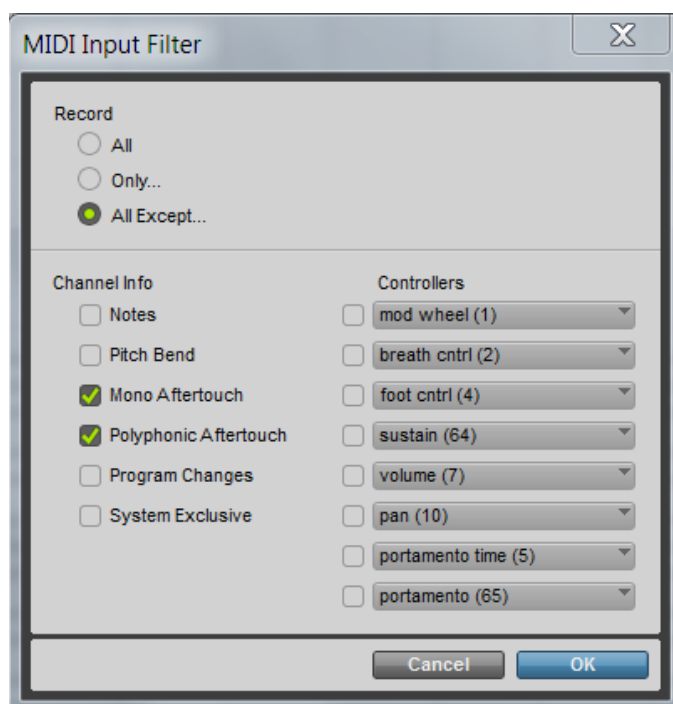 MIDI Input Filter
Record
All
Only...
All Except...
Channel Info
Controllers
Notes
mod wheel (1)
Pitch Bend
breath cntrl (2)
Mono Aftertouch
foot cntrl (4)
Polyphonic Aftertouch
sustain (64)
Program Changes
volume (7)
System Exclusive
pan (10)
portamento time (5)
portamento (65)
Cancel
OK